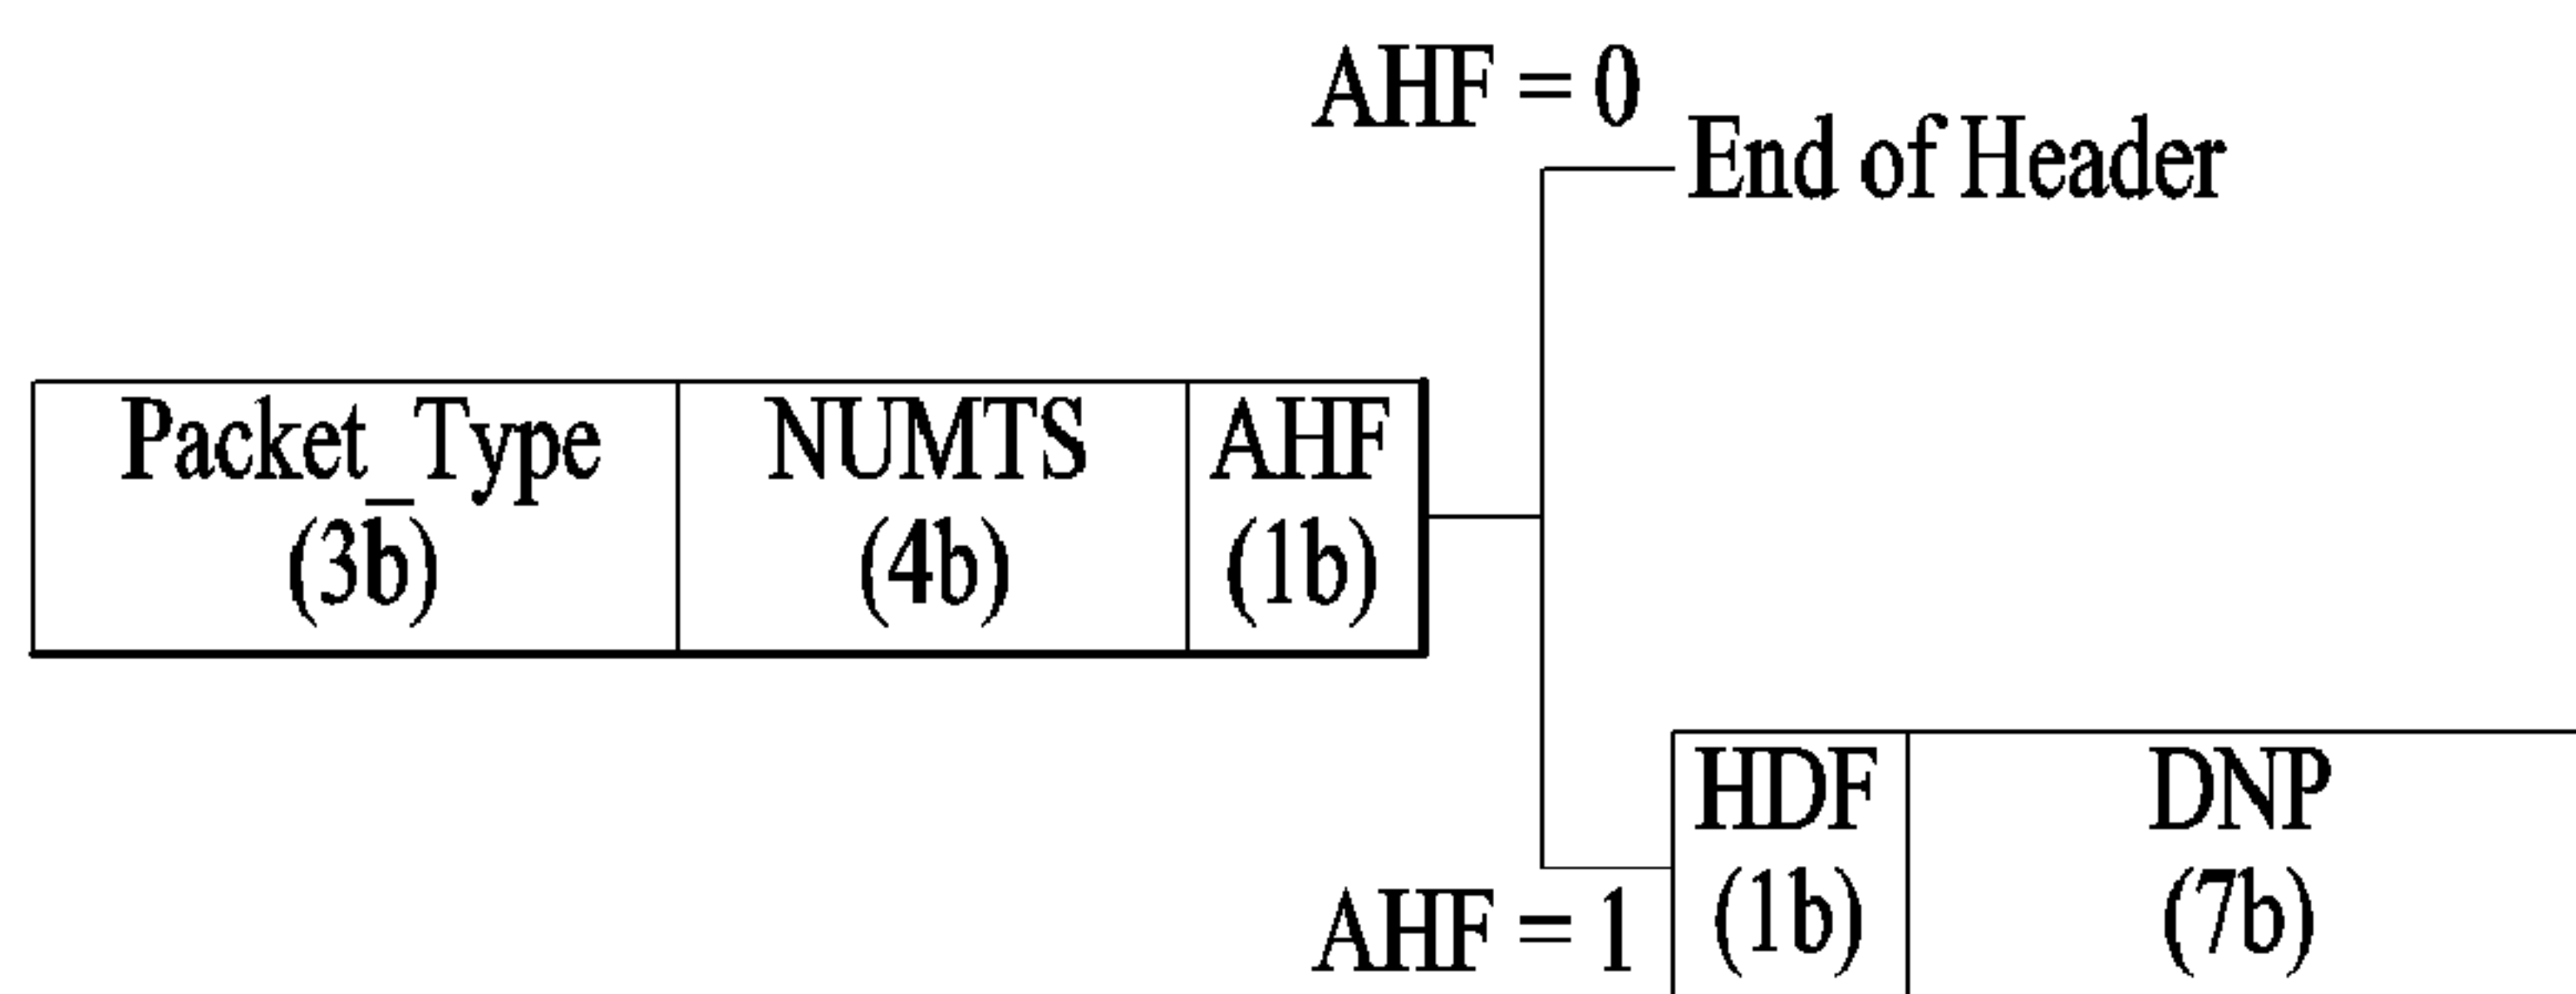 AHF = 0
End of Header
Packet_Type
(3b)
NUMTS
(4b)
AHF
(1b)
AHF = 1
HDF
(1b)
DNP
(7b)